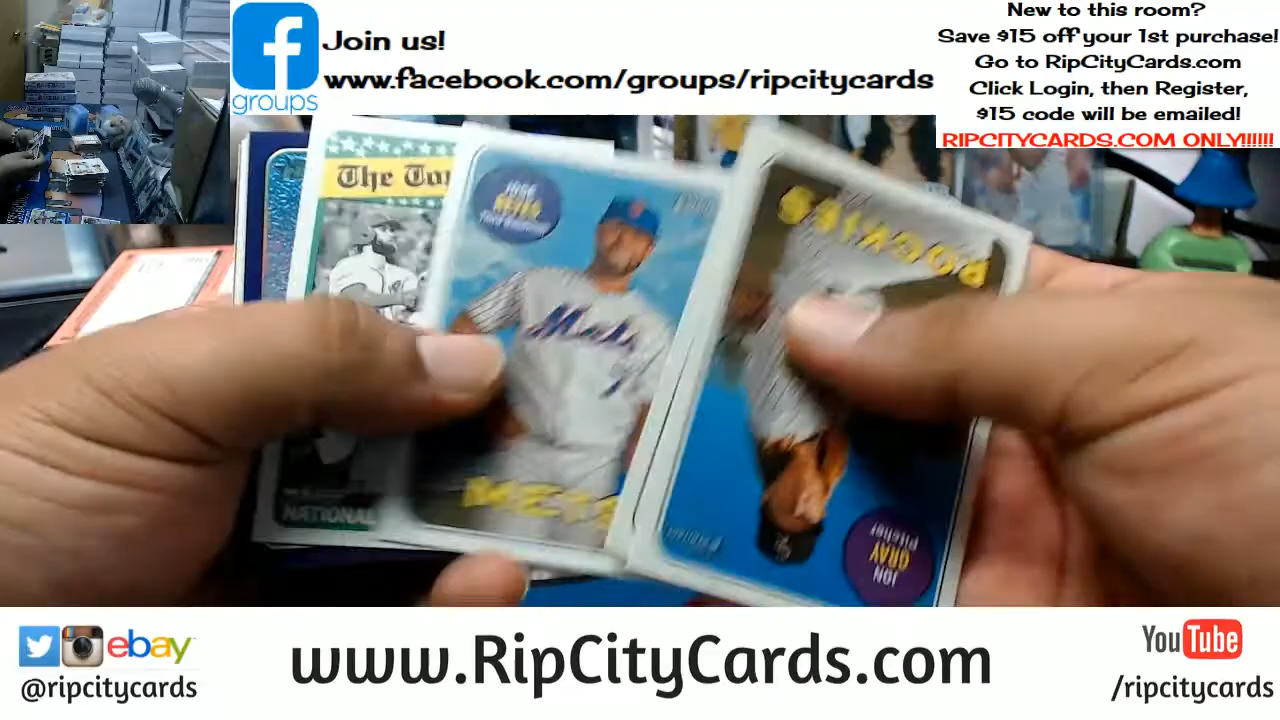 Join us!
www.facebook.com/groups/ripcitycards
groups
New to this room?
Save $15 off your 1st purchase!
Go to RipCityCards.com
Click Login, then Register,
$15 code will be emailed!
RIPCITYCARDS.COM ONLY!!!!!!
The
JOSE
REYES
Mets
METS
ROCKIES
JON
GRAY
Pitcher
NATIONAL
ebay
@ripcitycards
www.RipCityCards.com
YouTube
/ripcitycards